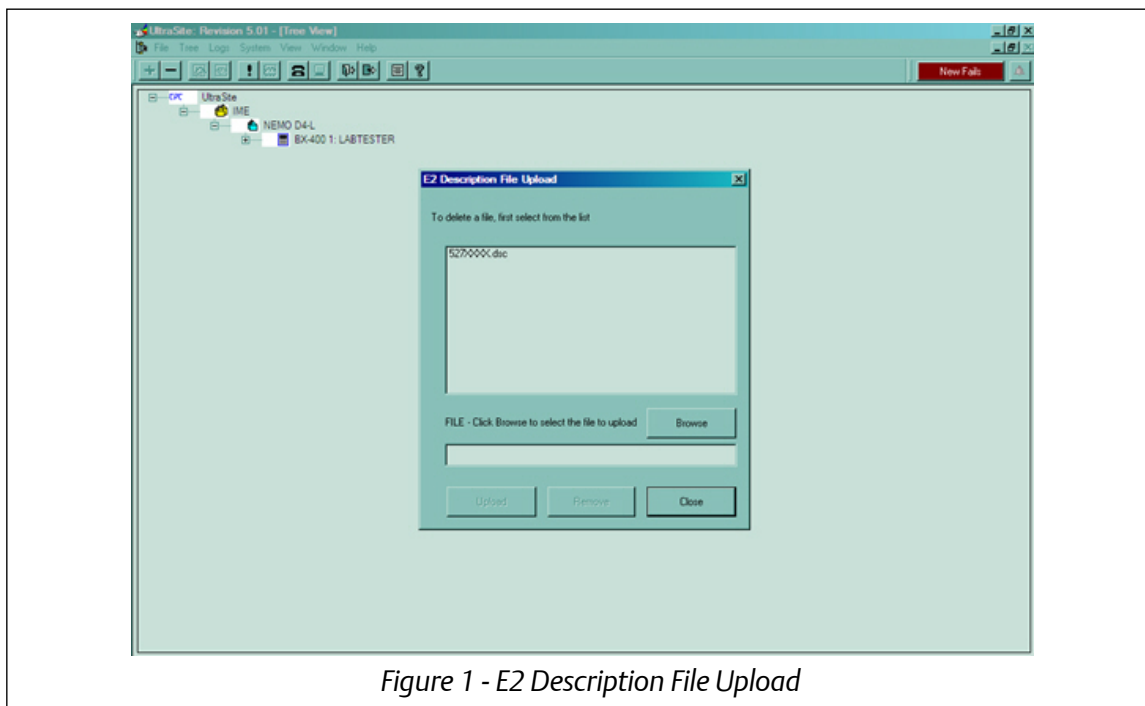 UltraSite: Revision 5.01 - [Tree View]
File Tree Logs System View Window Help
New Fails
CPC UltraSite
IME
NEMO D4-L
BX-400 1: LABTESTER
E2 Description File Upload
To delete a file, first select from the list
527XXXX.dsc
FILE - Click Browse to select the file to upload
Browse
Upload Remove Close
Figure 1 - E2 Description File Upload